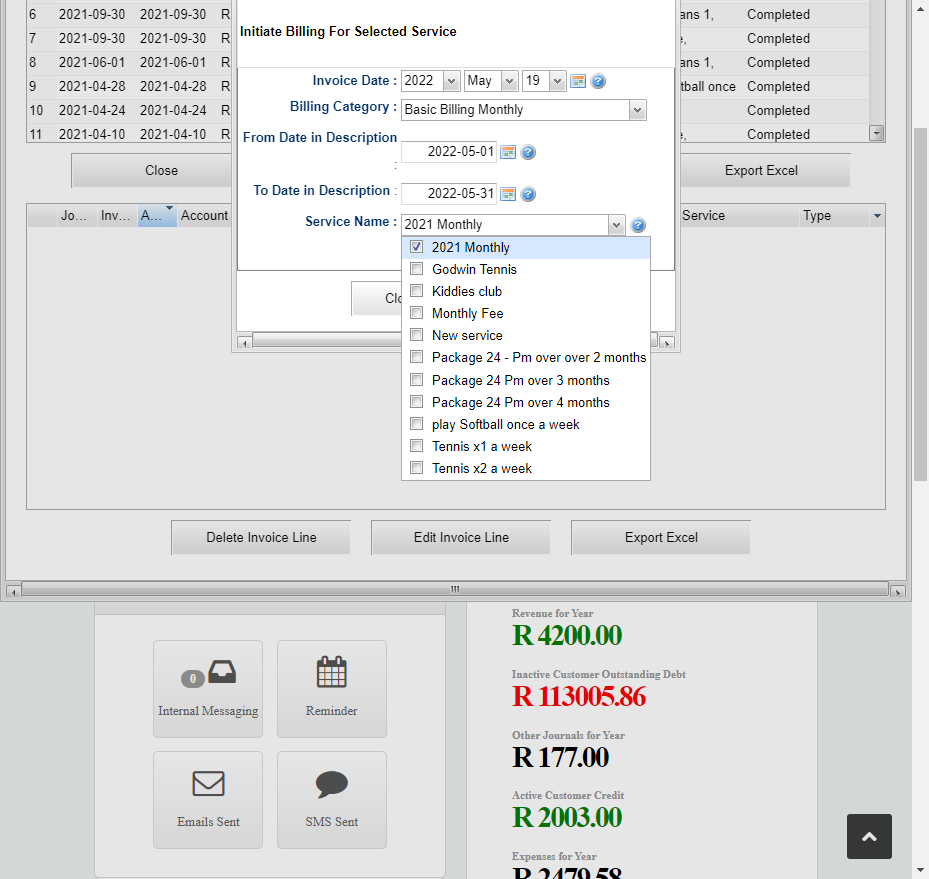 6 2021-09-30 2021-09-30 R ans 1, Completed
7 2021-09-30 2021-09-30 R e, Completed
8 2021-06-01 2021-06-01 R ans 1, Completed
9 2021-04-28 2021-04-28 R tball once Completed
10 2021-04-24 2021-04-24 R Completed
11 2021-04-10 2021-04-10 R e, Completed
Initiate Billing For Selected Service
Invoice Date : 2022 May 19
Billing Category : Basic Billing Monthly
From Date in Description
: 2022-05-01
To Date in Description : 2022-05-31
Service Name : 2021 Monthly
2021 Monthly
Godwin Tennis
Kiddies club
Monthly Fee
New service
Package 24 - Pm over over 2 months
Package 24 Pm over 3 months
Package 24 Pm over 4 months
play Softball once a week
Tennis x1 a week
Tennis x2 a week
Clo
Close Export Excel
Jo... Inv... A... Account Service Type
Delete Invoice Line Edit Invoice Line Export Excel
0
Internal Messaging Reminder
Emails Sent SMS Sent
Revenue for Year
R 4200.00
Inactive Customer Outstanding Debt
R 113005.86
Other Journals for Year
R 177.00
Active Customer Credit
R 2003.00
Expenses for Year
R 2479.58